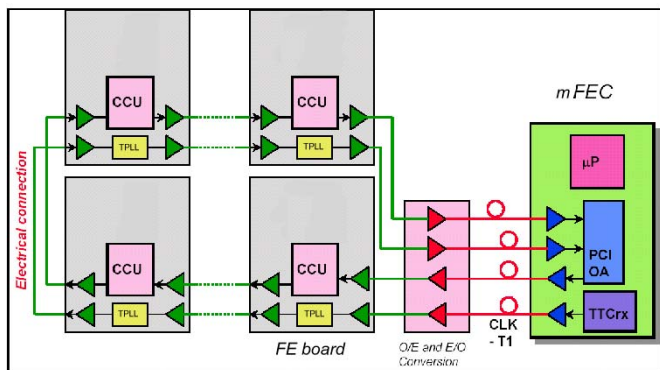 mFEC
CCU
CCU
TPLL
TPLL
µP
PCI
OA
Electrical connection
CCU
CCU
TPLL
TPLL
TTCrx
CLK
- T1
FE board
O/E and E/O
Conversion